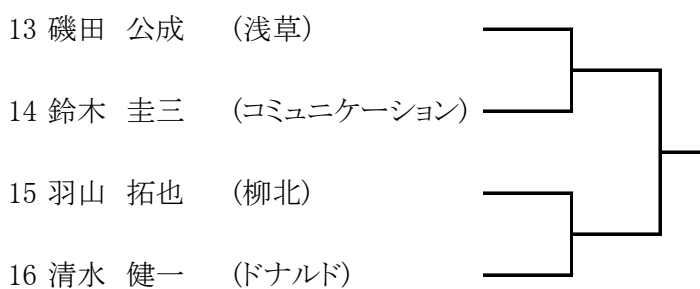 13 磯田 公成 (浅草)
14 鈴木 圭三 (コミュニケーション)
15 羽山 拓也 (柳北)
16 清水 健一 (ドナルド)